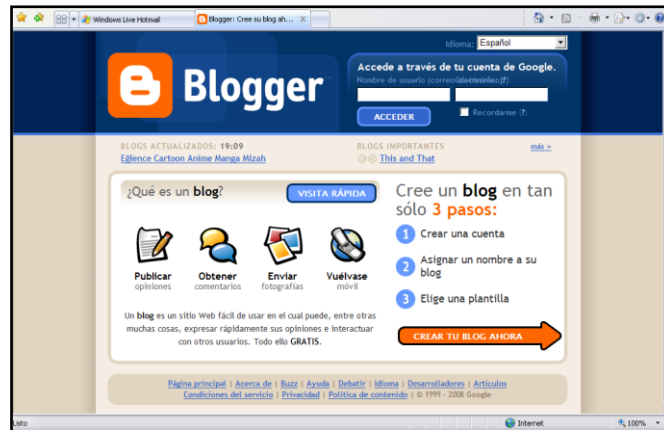 Windows Live Hotmail
Blogger: Cree su blog ah... X
Idioma: Español
Blogger™
Accede a través de tu cuenta de Google.
Nombre de usuario (correo
(?)
ACCEDER
Recordarme (?)
BLOGS ACTUALIZADOS: 19:09
Eğlence Cartoon Anime Manga Mizah
BLOGS IMPORTANTES
más »
This and That
¿Qué es un blog?
VISITA RÁPIDA
Publicar
opiniones
Obtener
comentarios
Enviar
fotografías
Vuélvase
móvil
Un blog es un sitio Web fácil de usar en el cual puede, entre otras
muchas cosas, expresar rápidamente sus opiniones e interactuar
con otros usuarios. Todo ello GRATIS.
Cree un blog en tan
sólo 3 pasos:
1 Crear una cuenta
2 Asignar un nombre a su
blog
3 Elige una plantilla
CREAR TU BLOG AHORA
Página principal | Acerca de | Buzz | Ayuda | Debatir | Idioma | Desarrolladores | Artículos
Condiciones del servicio | Privacidad | Política de contenido | © 1999 - 2008 Google
Listo
Internet
100%